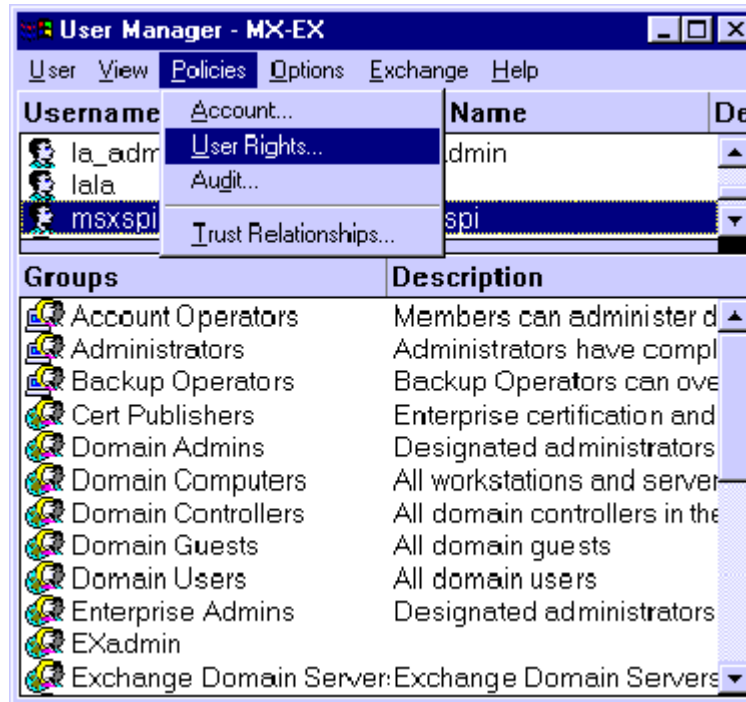 User Manager - MX-EX
User View Policies Options Exchange Help
Username Name De
Account...
User Rights...
Audit...
Trust Relationships...
la_adm dmin
lala
msxspi spi
Groups Description
Account Operators Members can administer d
Administrators Administrators have compl
Backup Operators Backup Operators can ove
Cert Publishers Enterprise certification and
Domain Admins Designated administrators
Domain Computers All workstations and server
Domain Controllers All domain controllers in the
Domain Guests All domain guests
Domain Users All domain users
Enterprise Admins Designated administrators
EXadmin
Exchange Domain Server: Exchange Domain Servers